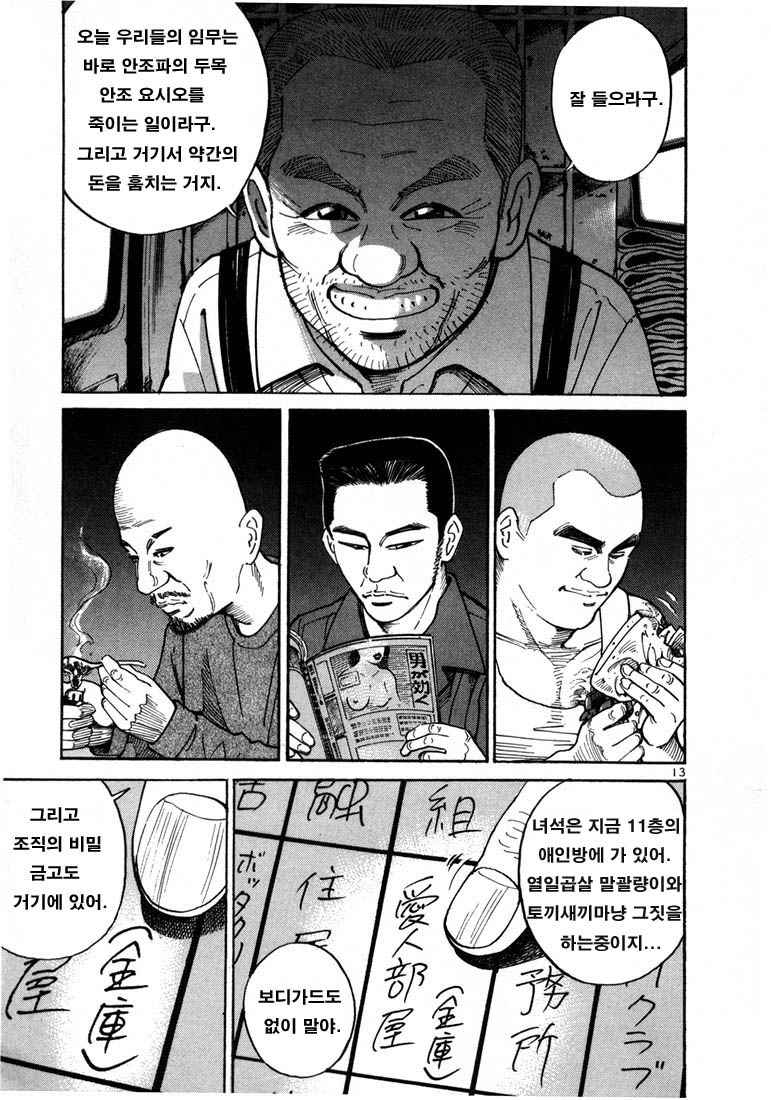 잘 들으라구.
오늘 우리들의 임무는
바로 안조파의 두목
안조 요시오를
죽이는 일이라구.
그리고 거기서 약간의
돈을 훔치는 거지.
男が効く
13
녀석은 지금 11층의
애인방에 가 있어.
열일곱살 말괄량이와
토끼새끼마냥 그짓을
하는중이지...
組
融
住
ボッタクリ
愛人部屋
(金庫)
務所
クラブ
보디가드도
없이 말야.
그리고
조직의 비밀
금고도
거기에 있어.
(金庫)
屋